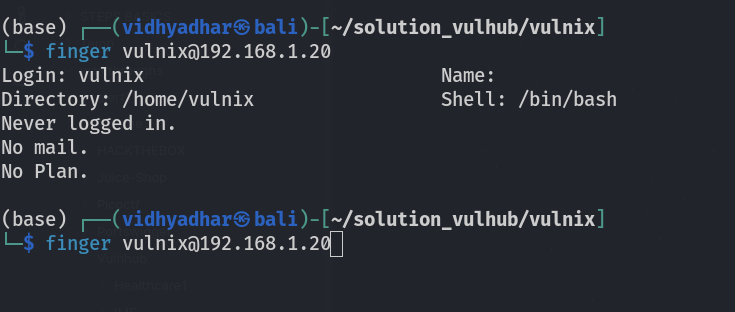 (base) ┌──(vidhyadhar㉿bali)-[~/solution_vulhub/vulnix]
└─$ finger vulnix@192.168.1.20
Login: vulnix                         Name:
Directory: /home/vulnix               Shell: /bin/bash
Never logged in.
No mail.
No Plan.
(base) ┌──(vidhyadhar㉿bali)-[~/solution_vulhub/vulnix]
└─$ finger vulnix@192.168.1.20